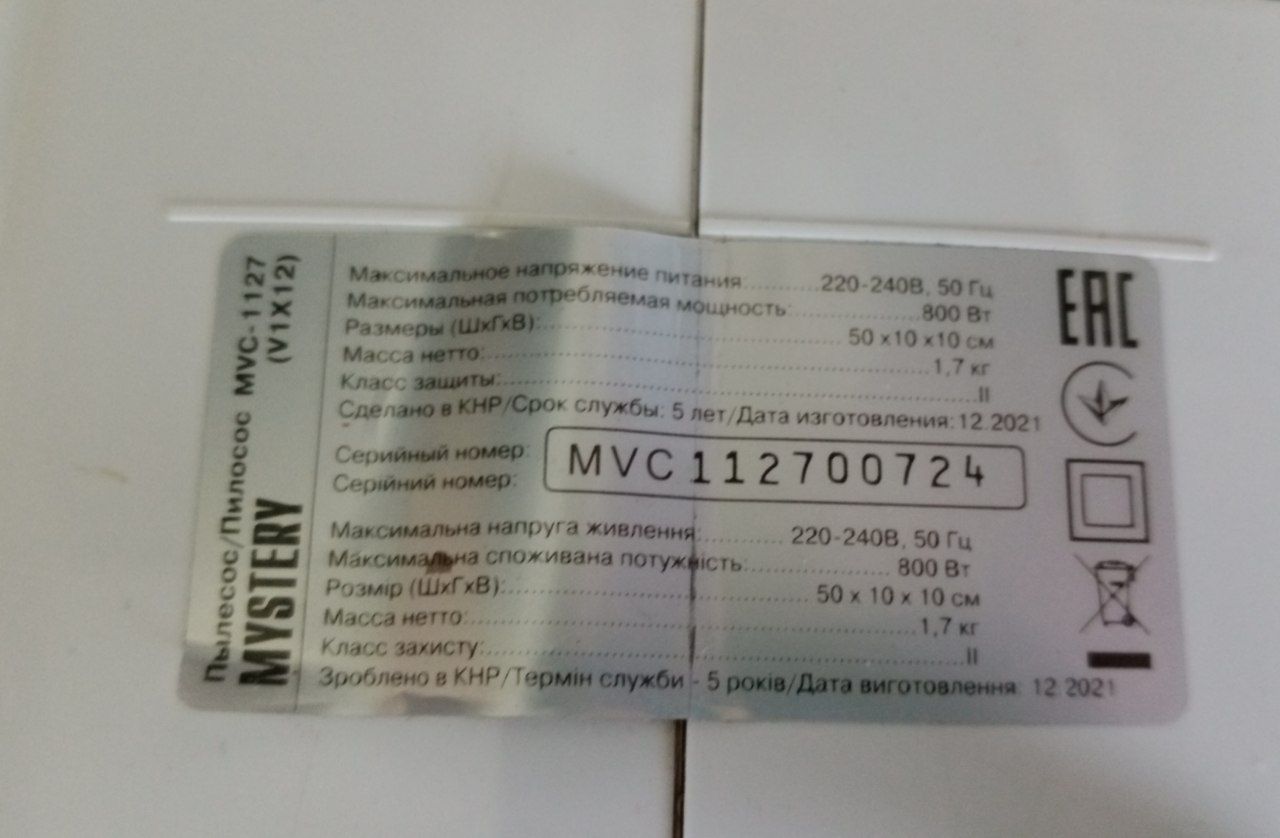 Пылесос/Пилосос MVC-1127
(V1X12)
MYSTERY
Максимальное напряжение питания:..........220-240В, 50 Гц
Максимальная потребляемая мощность:..................800 Вт
Размеры (ШхГхВ):..........................................50 x10 x10 см
Масса нетто:..........................................................1,7 кг
Класс защиты:..............................................................II
Сделано в КНР/Срок службы: 5 лет/Дата изготовления: 12.2021
Серийный номер:
Серійний номер:
MVC112700724
Максимальна напруга живлення:............220-240В, 50 Гц
Максимальна споживана потужність:....................800 Вт
Розмір (ШхГхВ):..........................................50 x 10 x 10 см
Масса нетто:..........................................................1,7 кг
Класс захисту:..............................................................II
Зроблено в КНР/Термін служби - 5 років/Дата виготовлення: 12.2021
EAC